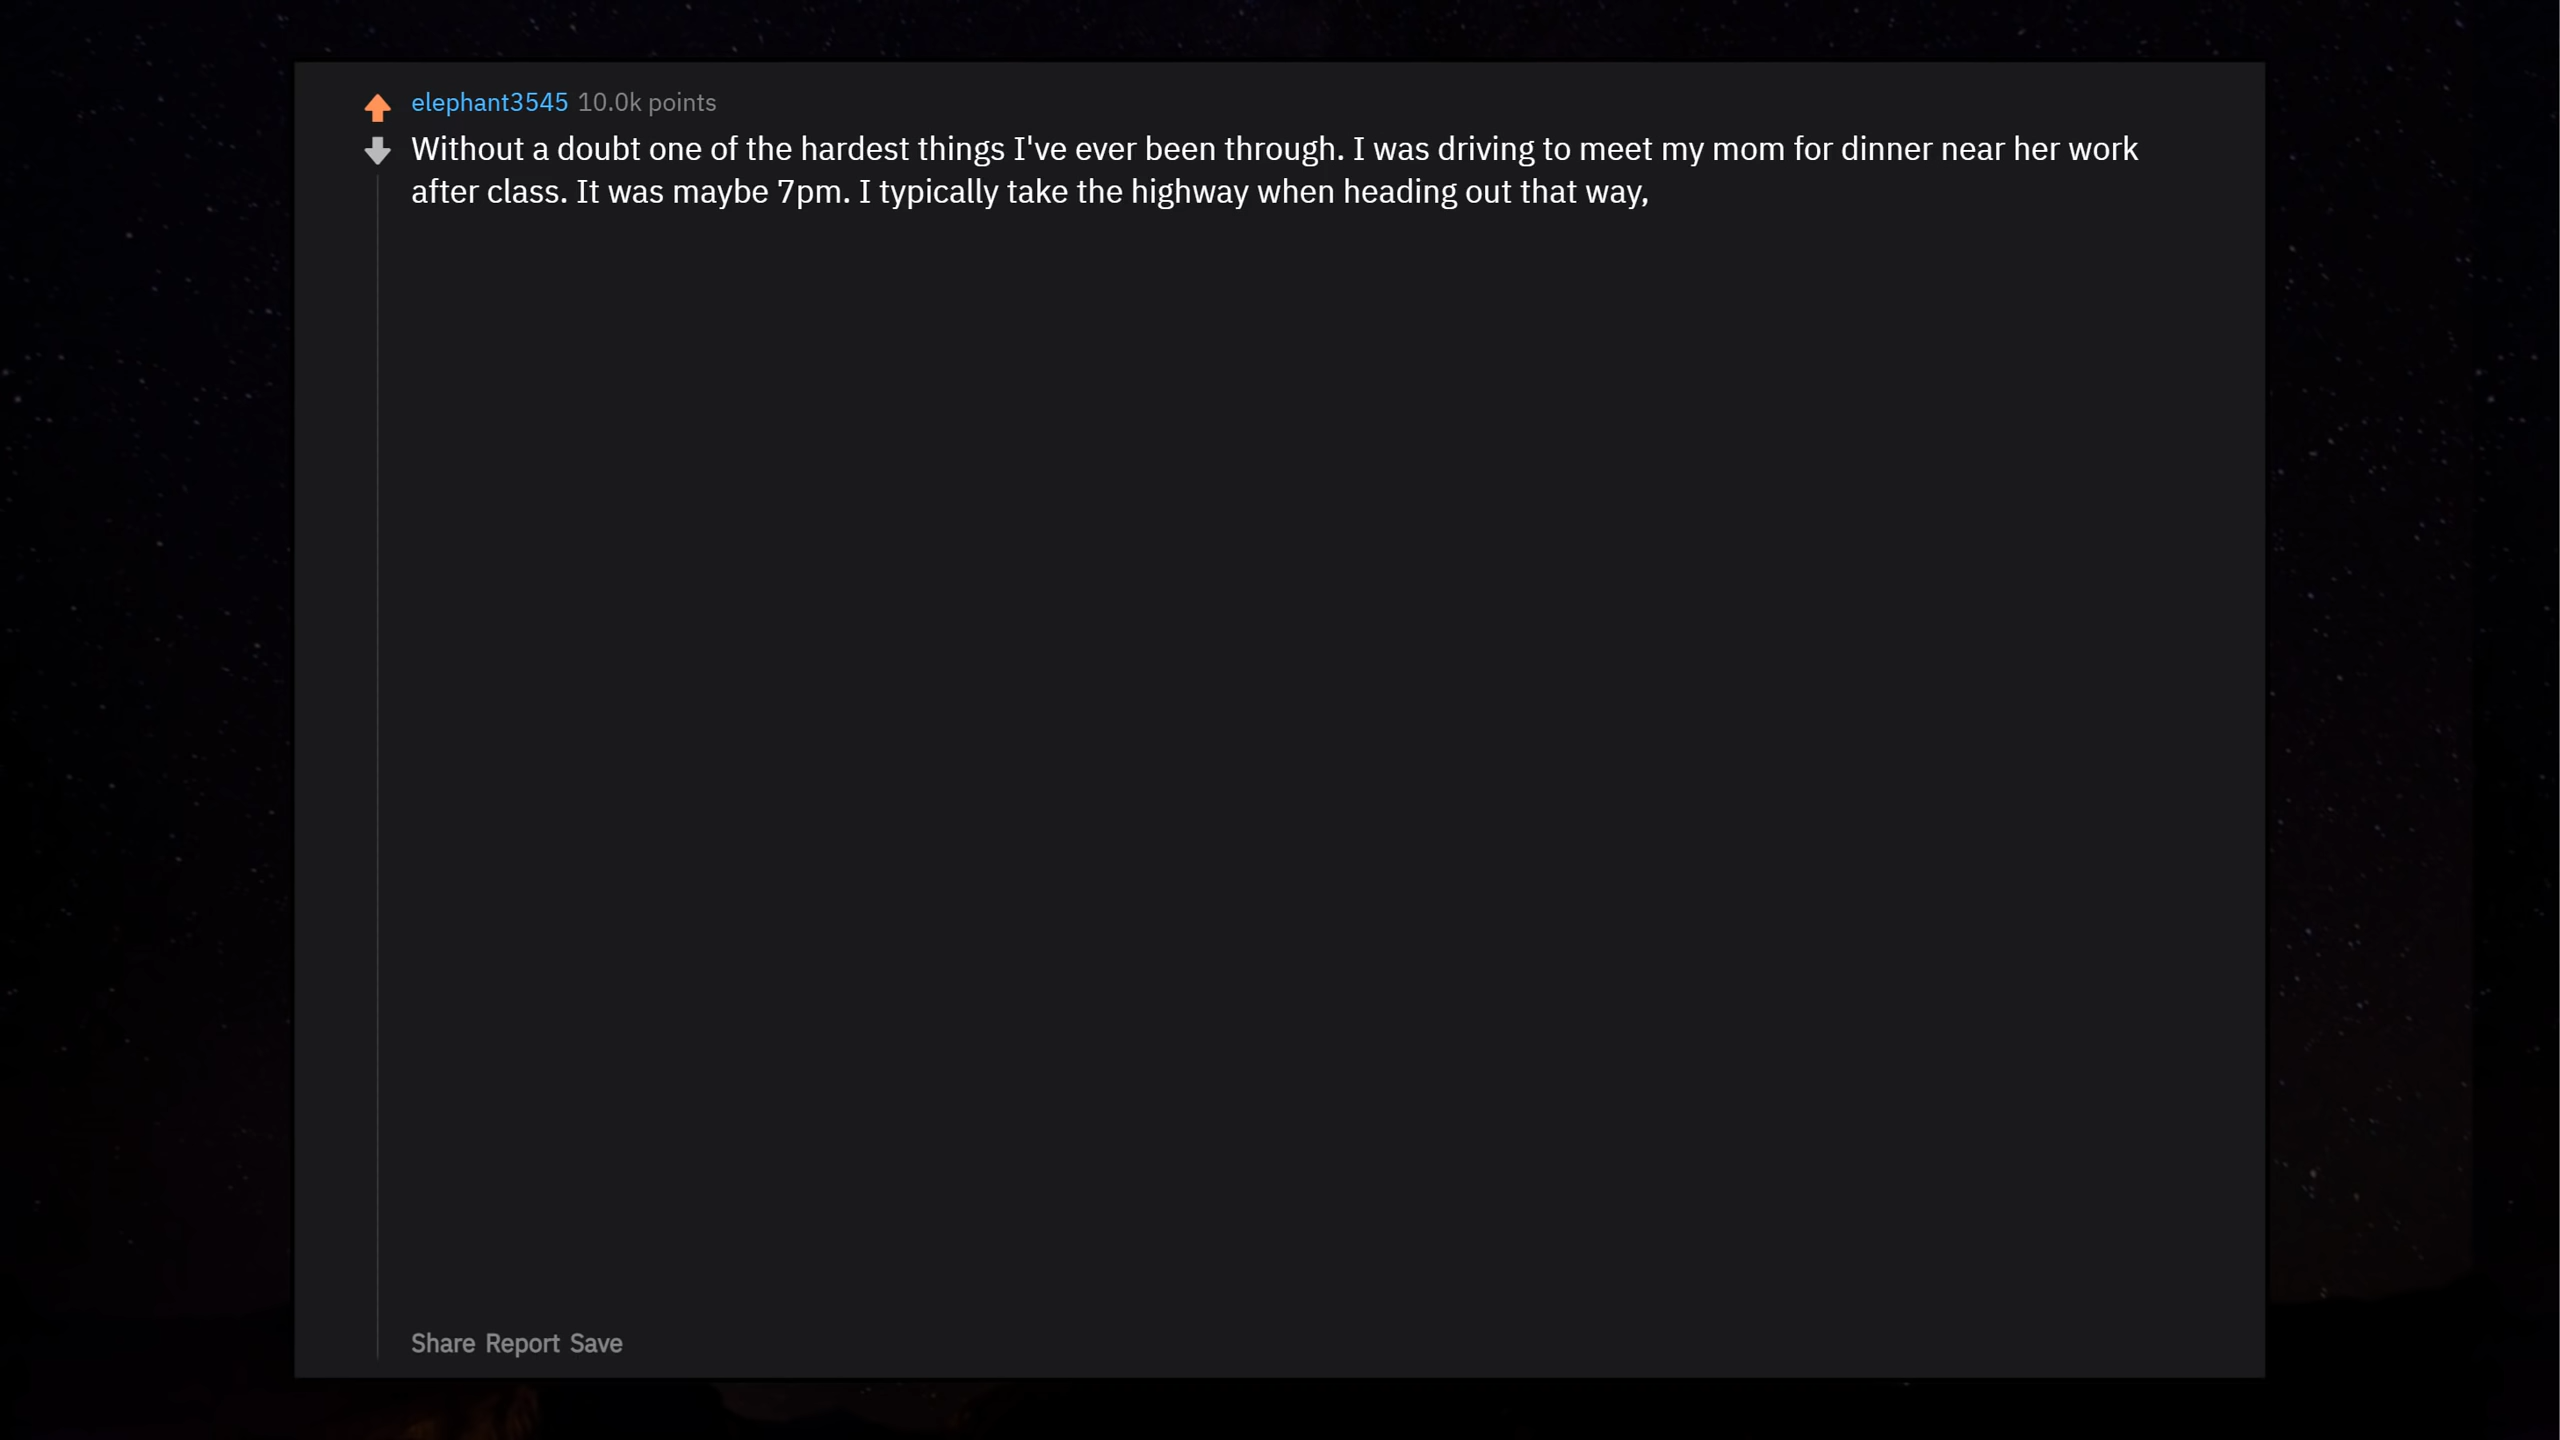 elephant3545 10.0k points
Without a doubt one of the hardest things I've ever been through. I was driving to meet my mom for dinner near her work
after class. It was maybe 7pm. I typically take the highway when heading out that way,
Share Report Save